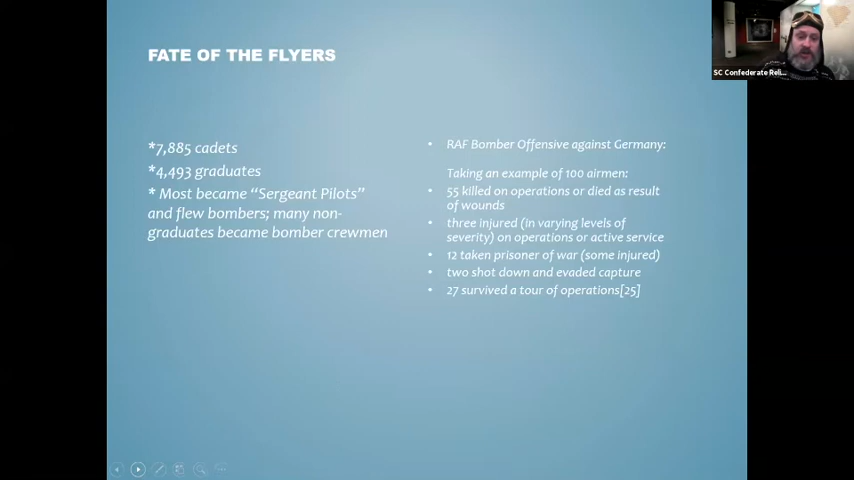 FATE OF THE FLYERS
*7,885 cadets
*4,493 graduates
* Most became “Sergeant Pilots”
and flew bombers; many non-
graduates became bomber crewmen
• RAF Bomber Offensive against Germany:
Taking an example of 100 airmen:
• 55 killed on operations or died as result
of wounds
• three injured (in varying levels of
severity) on operations or active service
• 12 taken prisoner of war (some injured)
• two shot down and evaded capture
• 27 survived a tour of operations[25]
SC Confederate Reli...